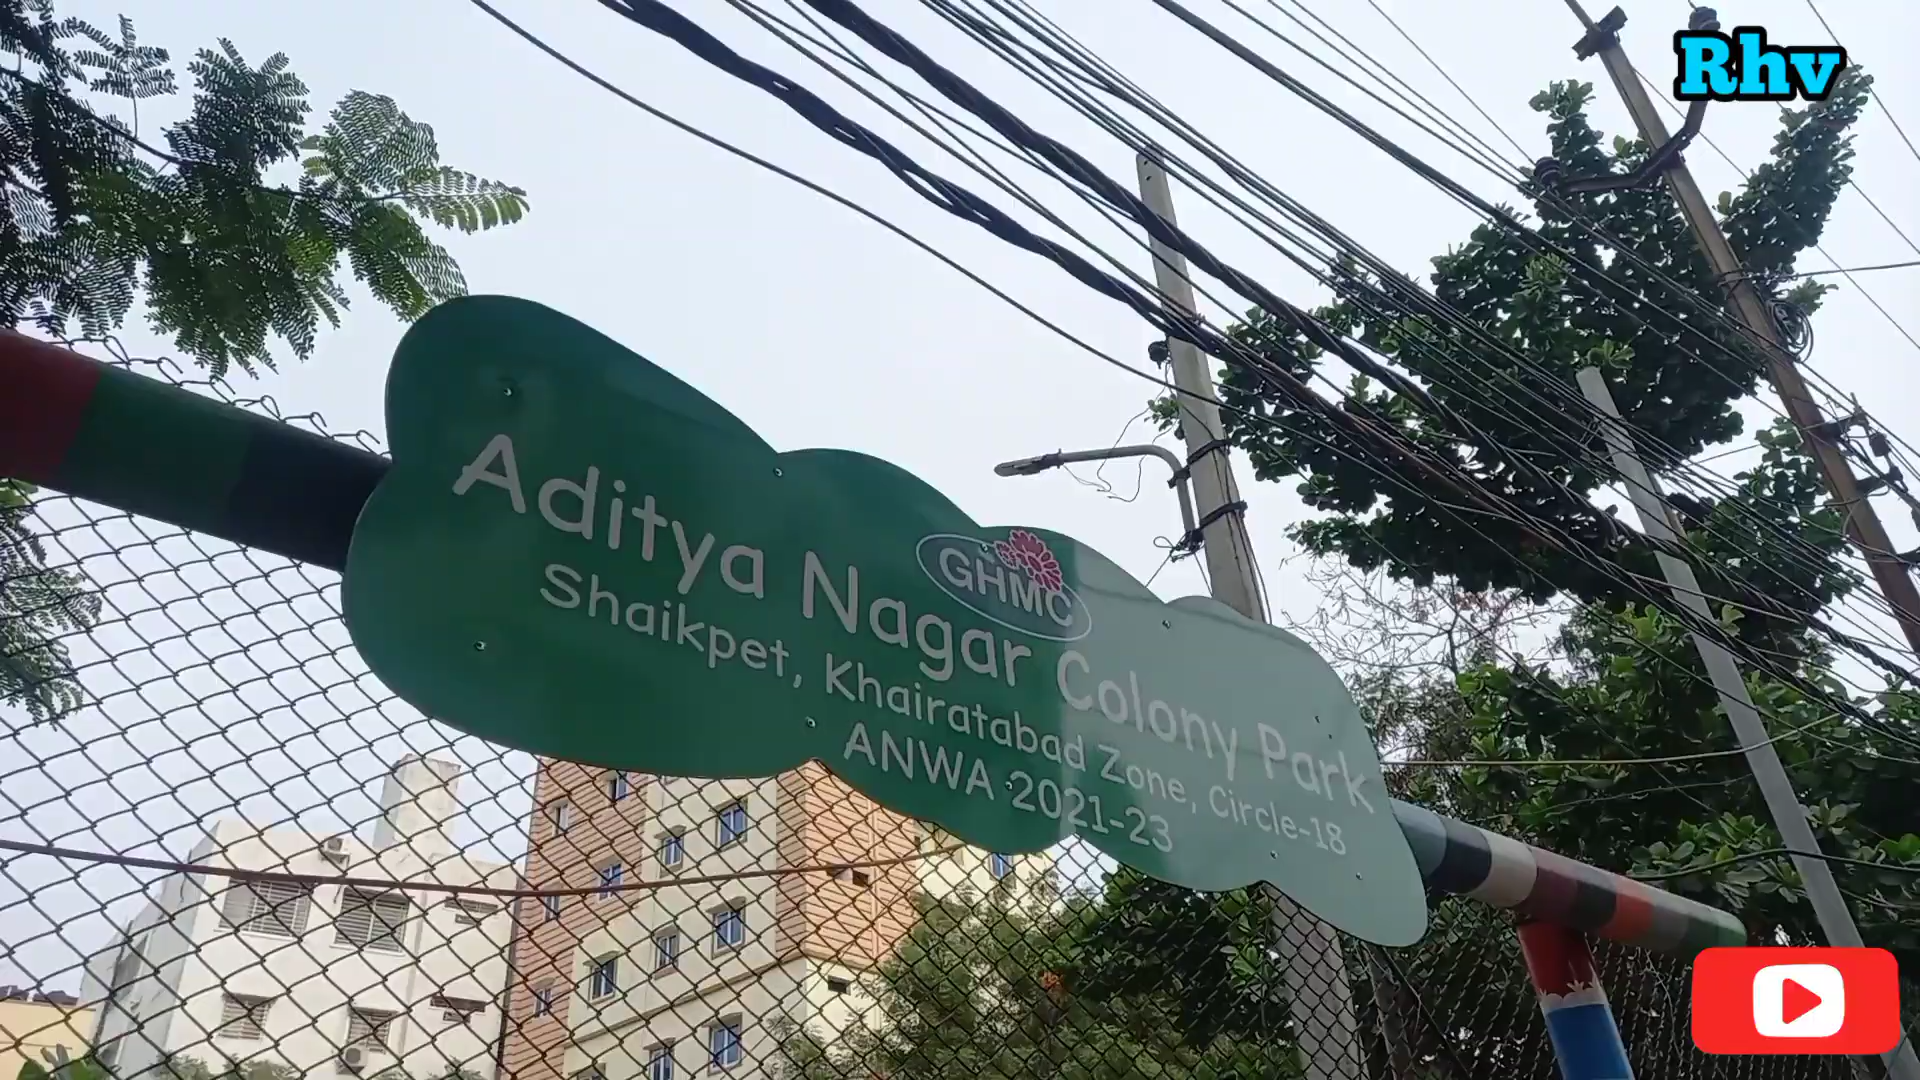 Rhv
GHMC
Aditya Nagar Colony Park
Shaikpet, Khairatabad Zone, Circle-18
ANWA 2021-23